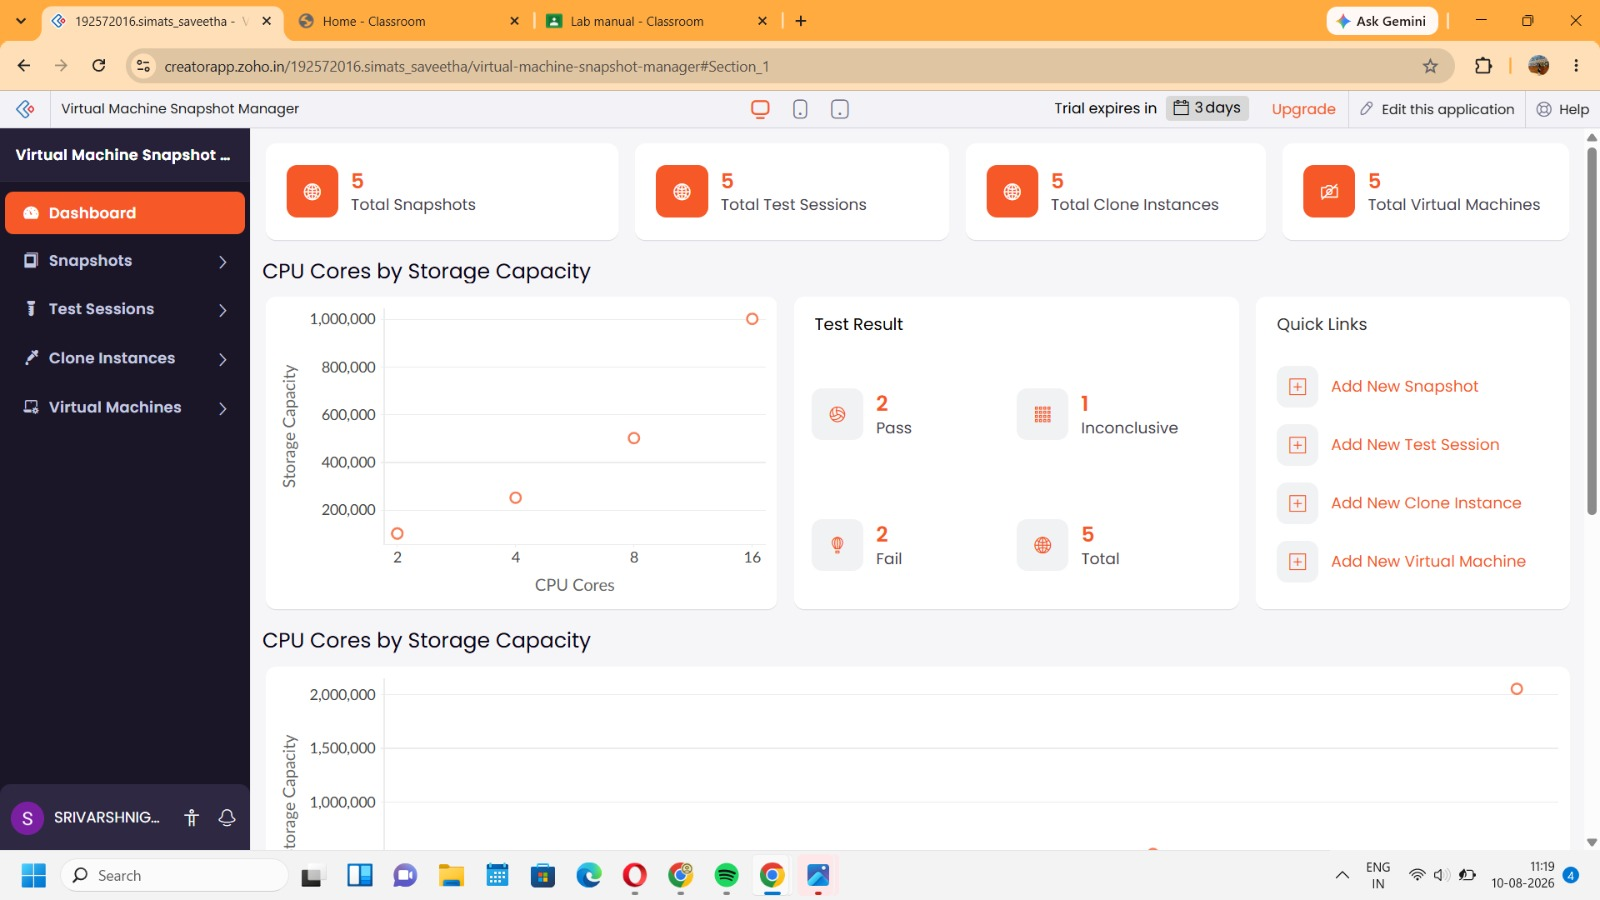 192572016.simats_saveetha -
Home - Classroom
Lab manual - Classroom
Ask Gemini
creatorapp.zoho.in/192572016.simats_saveetha/virtual-machine-snapshot-manager#Section_1
Virtual Machine Snapshot Manager
Trial expires in
3 days
Upgrade
Edit this application
Help
Virtual Machine Snapshot ...
Dashboard
Snapshots
Test Sessions
Clone Instances
Virtual Machines
SRIVARSHNIG...
5
Total Snapshots
5
Total Test Sessions
5
Total Clone Instances
5
Total Virtual Machines
CPU Cores by Storage Capacity
Storage Capacity
1,000,000
800,000
600,000
400,000
200,000
2 4 8 16
CPU Cores
Test Result
2
Pass
1
Inconclusive
2
Fail
5
Total
Quick Links
Add New Snapshot
Add New Test Session
Add New Clone Instance
Add New Virtual Machine
CPU Cores by Storage Capacity
2,000,000
1,500,000
1,000,000
Capacity
Search
ENG
IN
11:19
10-08-2026
4